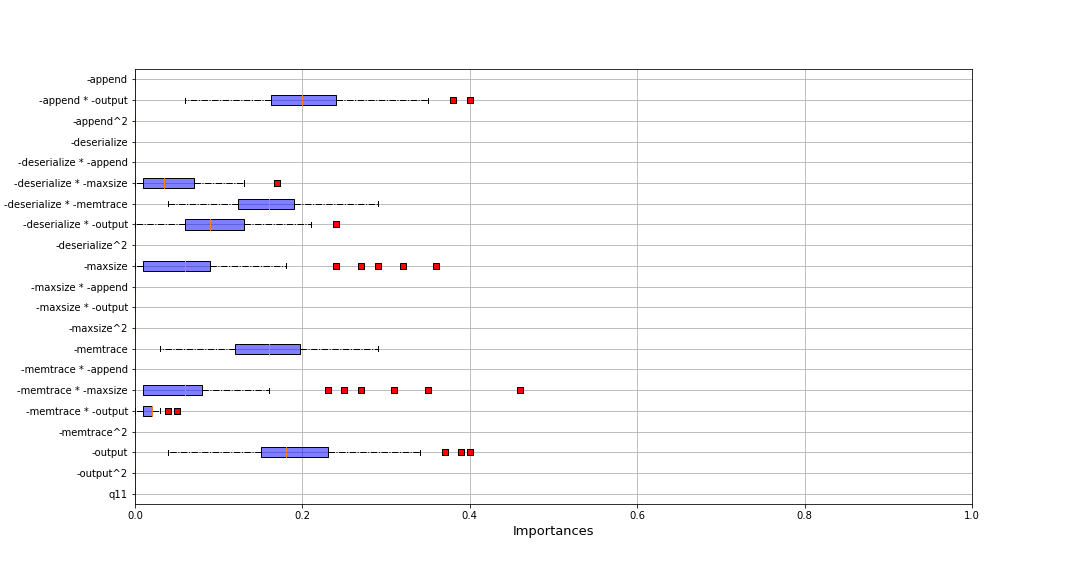 -append
-append * -output
-append^2
-deserialize
-deserialize * -append
-deserialize * -maxsize
-deserialize * -memtrace
-deserialize * -output
-deserialize^2
-maxsize
-maxsize * -append
-maxsize * -output
-maxsize^2
-memtrace
-memtrace * -append
-memtrace * -maxsize
-memtrace * -output
-memtrace^2
-output
-output^2
q11
0.0 0.2 0.4 0.6 0.8 1.0
Importances